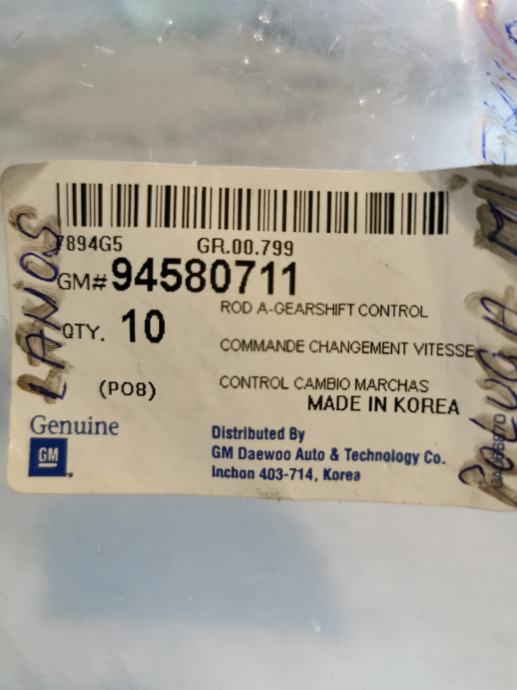 7894G5 GR.00.799
GM# 94580711
ROD A-GEARSHIFT CONTROL
QTY. 10
COMMANDE CHANGEMENT VITESSE
(PO8)
CONTROL CAMBIO MARCHAS
MADE IN KOREA
Genuine
GM
Distributed By
GM Daewoo Auto & Technology Co.
Inchon 403-714, Korea
LANOS